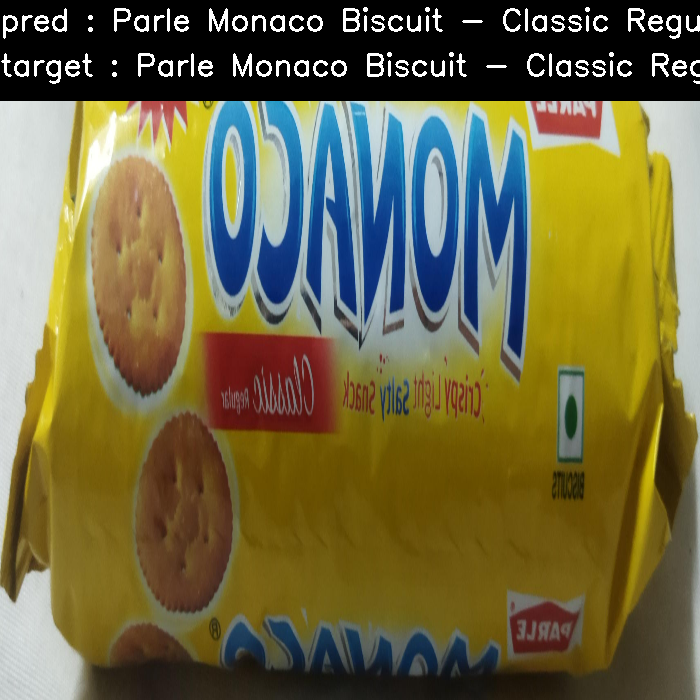 pred : Parle Monaco Biscuit – Classic Regu
target : Parle Monaco Biscuit – Classic Reg
PARLE
MONACO
Crispy Light Salty Snack
Classic Regular
BISCUITS
PARLE
MONACO